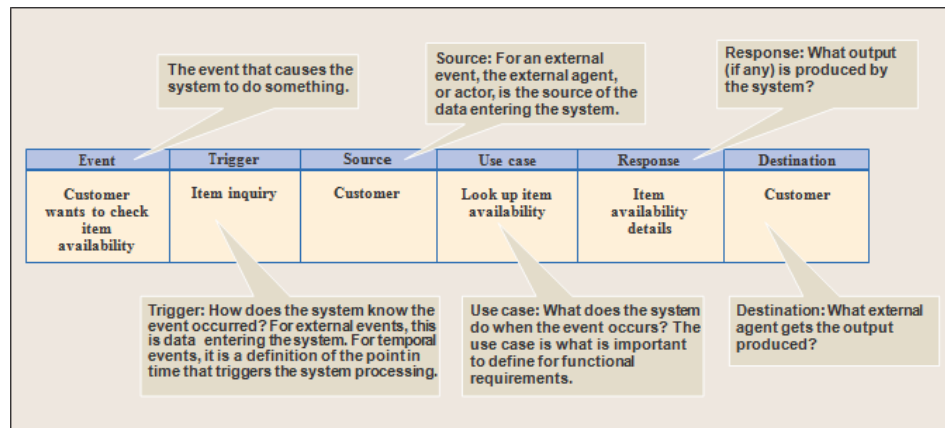 The event that causes the
system to do something.
Source: For an external
event, the external agent,
or actor, is the source of the
data entering the system.
Response: What output
(if any) is produced by
the system?
Event
Trigger
Source
Use case
Response
Destination
Customer
wants to check
item
availability
Item inquiry
Customer
Look up item
availability
Item
availability
details
Customer
Trigger: How does the system know the
event occurred? For external events, this
is data entering the system. For temporal
events, it is a definition of the point in
time that triggers the system processing.
Use case: What does the system
do when the event occurs? The
use case is what is important
to define for functional
requirements.
Destination: What external
agent gets the output
produced?